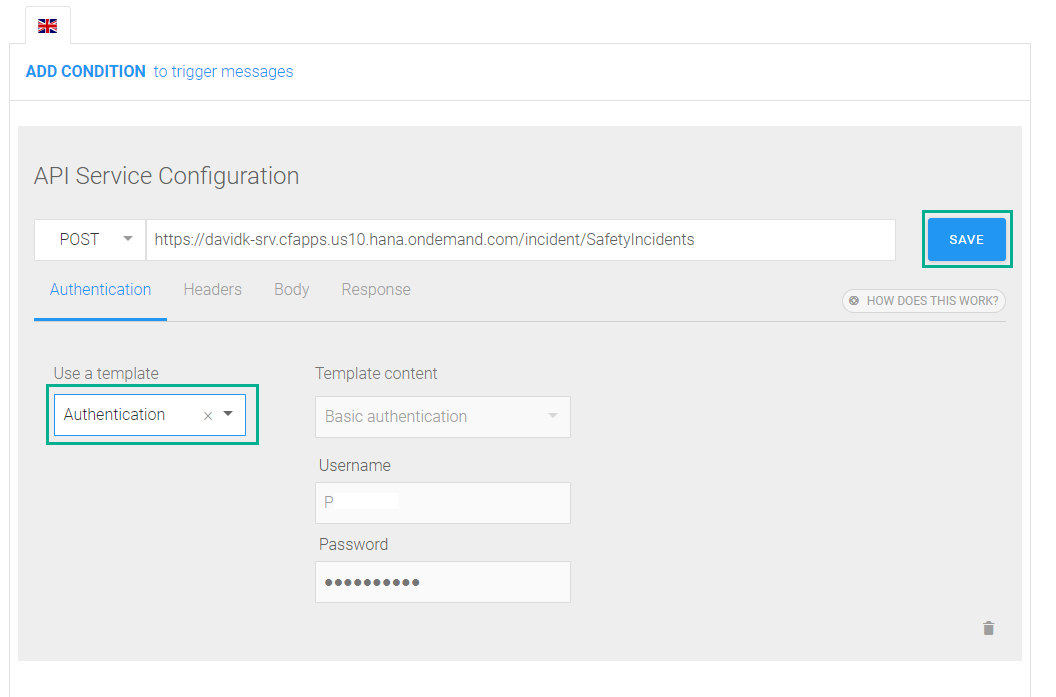 ADD CONDITION to trigger messages
API Service Configuration
POST https://davidk-srv.cfapps.us10.hana.ondemand.com/incident/SafetyIncidents SAVE
Authentication Headers Body Response
HOW DOES THIS WORK?
Use a template Template content
Authentication
Basic authentication
Username
P
Password